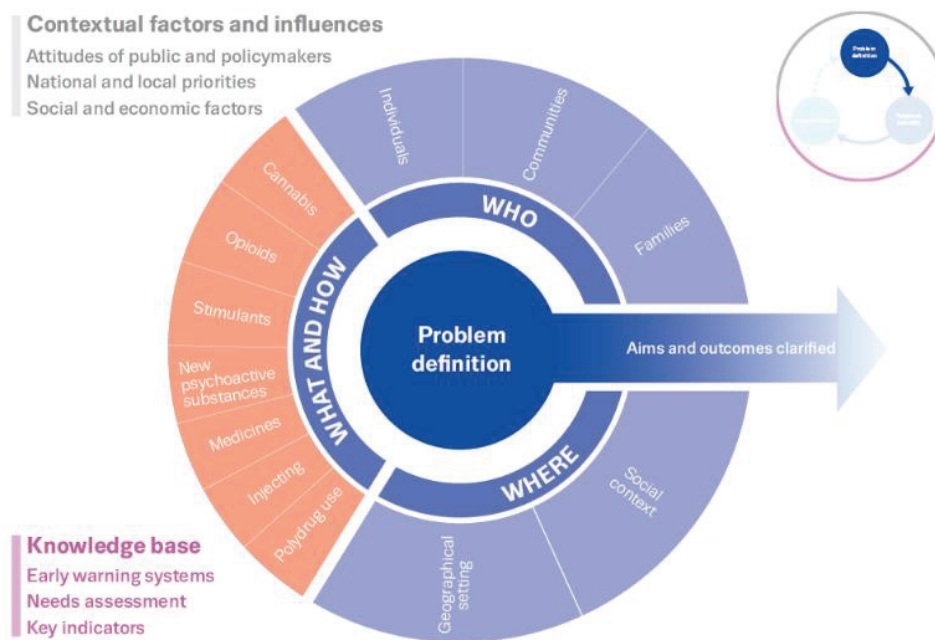 Contextual factors and influences
Attitudes of public and policymakers
National and local priorities
Social and economic factors
Problem
definition
Individuals
Communities
Families
WHO
Cannabis
Opioids
Stimulants
New
psychoactive
substances
Medicines
Injecting
Polydrug use
WHAT AND HOW
Problem
definition
Aims and outcomes clarified
WHERE
Social
context
Geographical
setting
Knowledge base
Early warning systems
Needs assessment
Key indicators